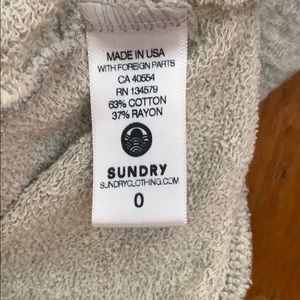 MADE IN USA
WITH FOREIGN PARTS
CA 40554
RN 134579
63% COTTON
37% RAYON
SUNDRY
SUNDRYCLOTHING.COM
0